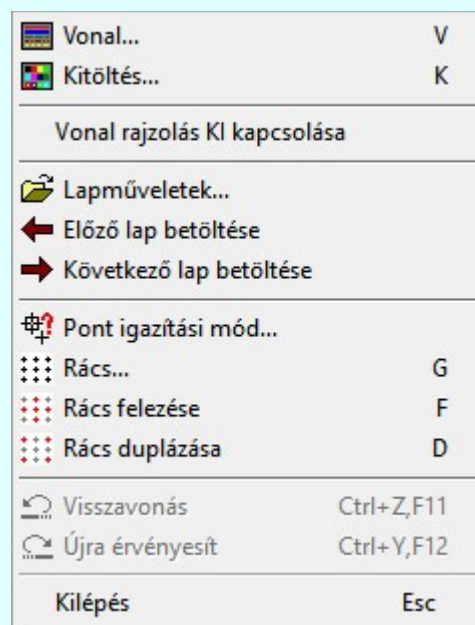 Vonal... V
Kitöltés... K
Vonal rajzolás KI kapcsolása
Lapműveletek...
Előző lap betöltése
Következő lap betöltése
Pont igazítási mód...
Rács... G
Rács felezése F
Rács duplázása D
Visszavonás Ctrl+Z,F11
Újra érvényesít Ctrl+Y,F12
Kilépés Esc